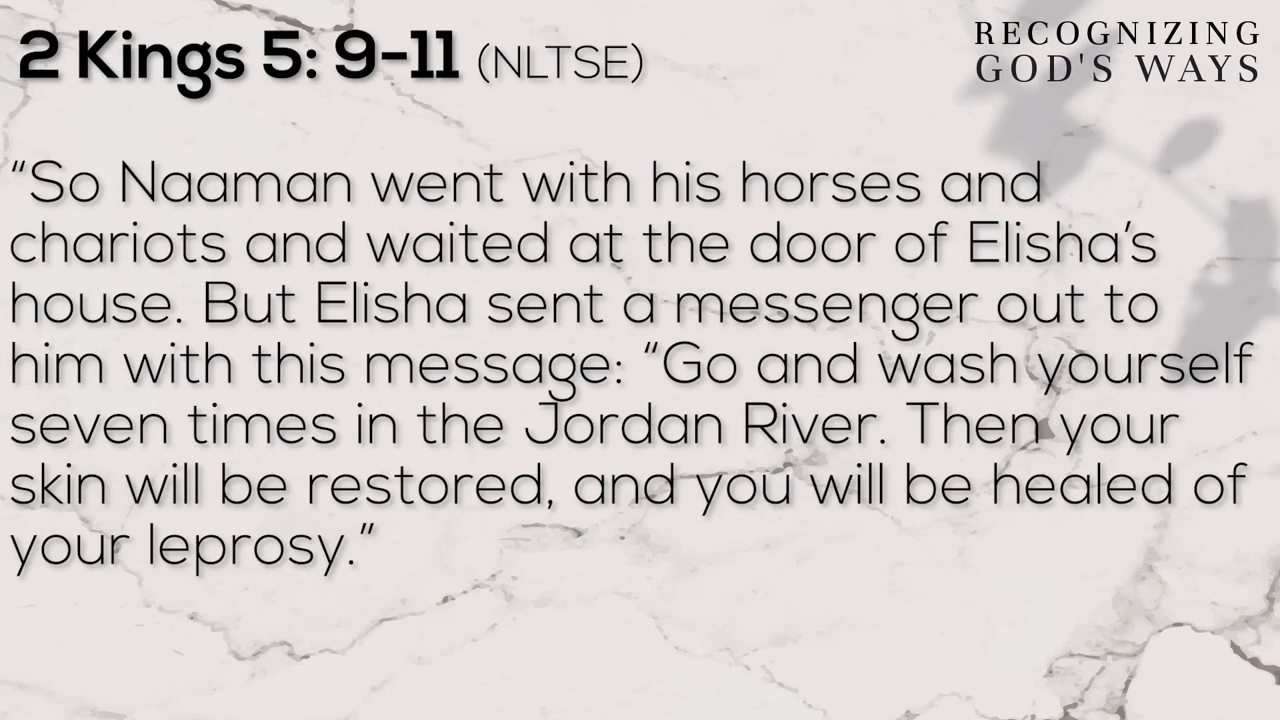 2 Kings 5: 9-11 (NLTSE)
RECOGNIZING
GOD'S WAYS
“So Naaman went with his horses and
chariots and waited at the door of Elisha’s
house. But Elisha sent a messenger out to
him with this message: “Go and wash yourself
seven times in the Jordan River. Then your
skin will be restored, and you will be healed of
your leprosy.”